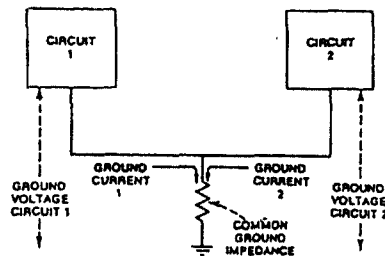 CIRCUIT
1
CIRCUIT
2
GROUND
CURRENT
1
GROUND
CURRENT
2
GROUND
VOLTAGE
CIRCUIT 1
GROUND
VOLTAGE
CIRCUIT 2
COMMON
GROUND
IMPEDANCE